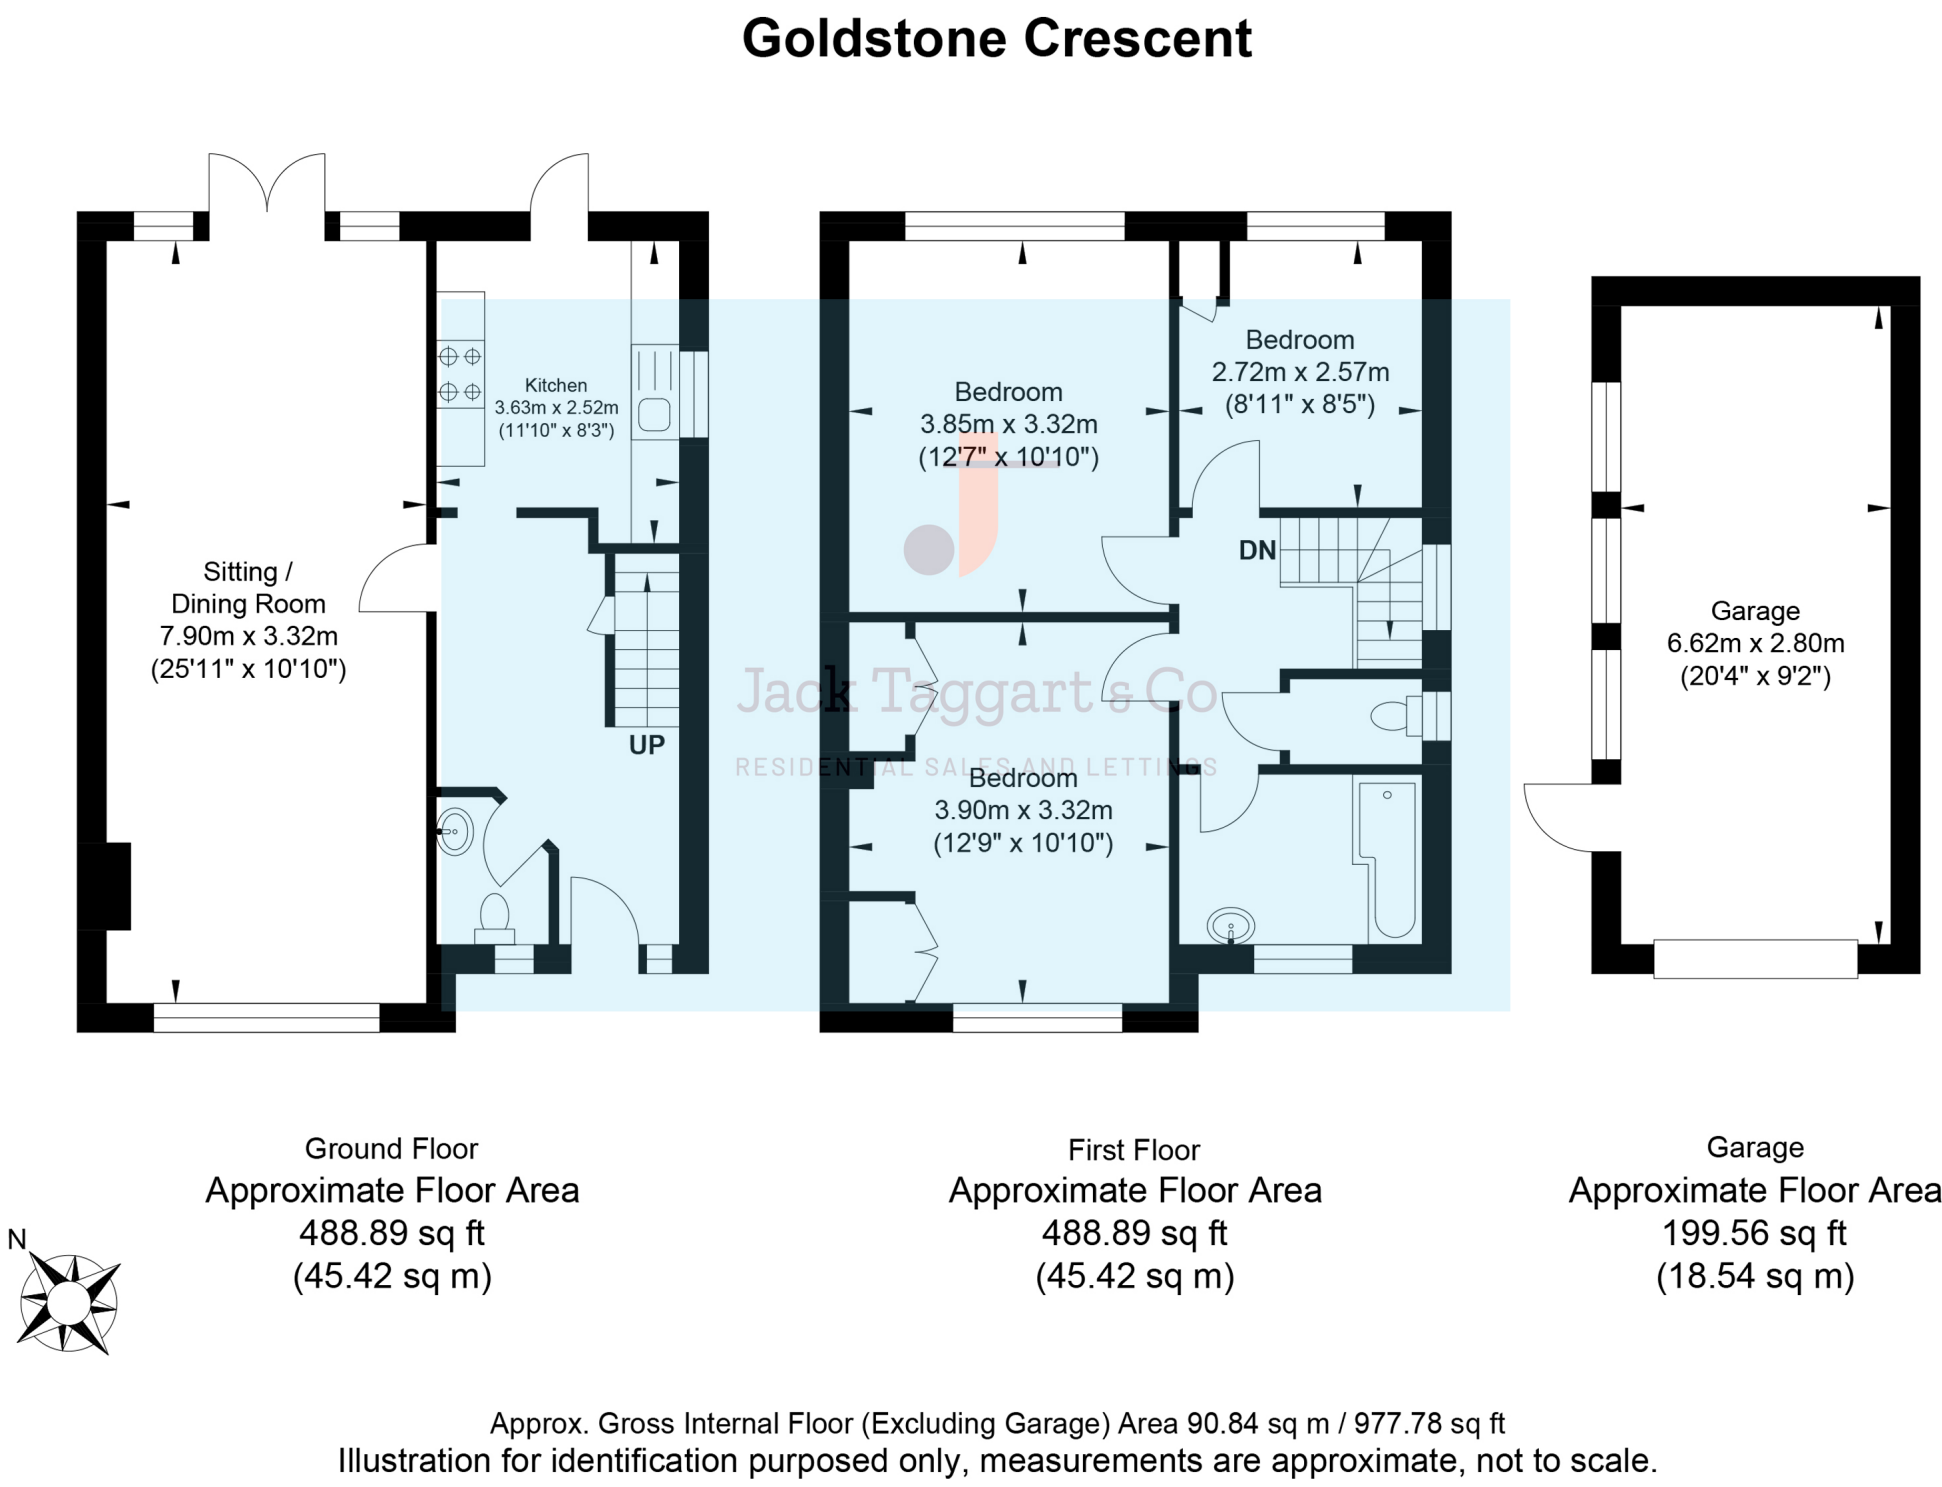 Goldstone Crescent
Sitting /
Dining Room
7.90m x 3.32m
(25'11" x 10'10")
Kitchen
3.63m x 2.52m
(11'10" x 8'3")
UP
Bedroom
3.85m x 3.32m
(12'7" x 10'10")
Bedroom
2.72m x 2.57m
(8'11" x 8'5")
DN
Jack Taggart & Co
RESIDENTIAL SALES AND LETTINGS
Bedroom
3.90m x 3.32m
(12'9" x 10'10")
Garage
6.62m x 2.80m
(20'4" x 9'2")
Ground Floor
Approximate Floor Area
488.89 sq ft
(45.42 sq m)
First Floor
Approximate Floor Area
488.89 sq ft
(45.42 sq m)
Garage
Approximate Floor Area
199.56 sq ft
(18.54 sq m)
N
Approx. Gross Internal Floor (Excluding Garage) Area 90.84 sq m / 977.78 sq ft
Illustration for identification purposed only, measurements are approximate, not to scale.